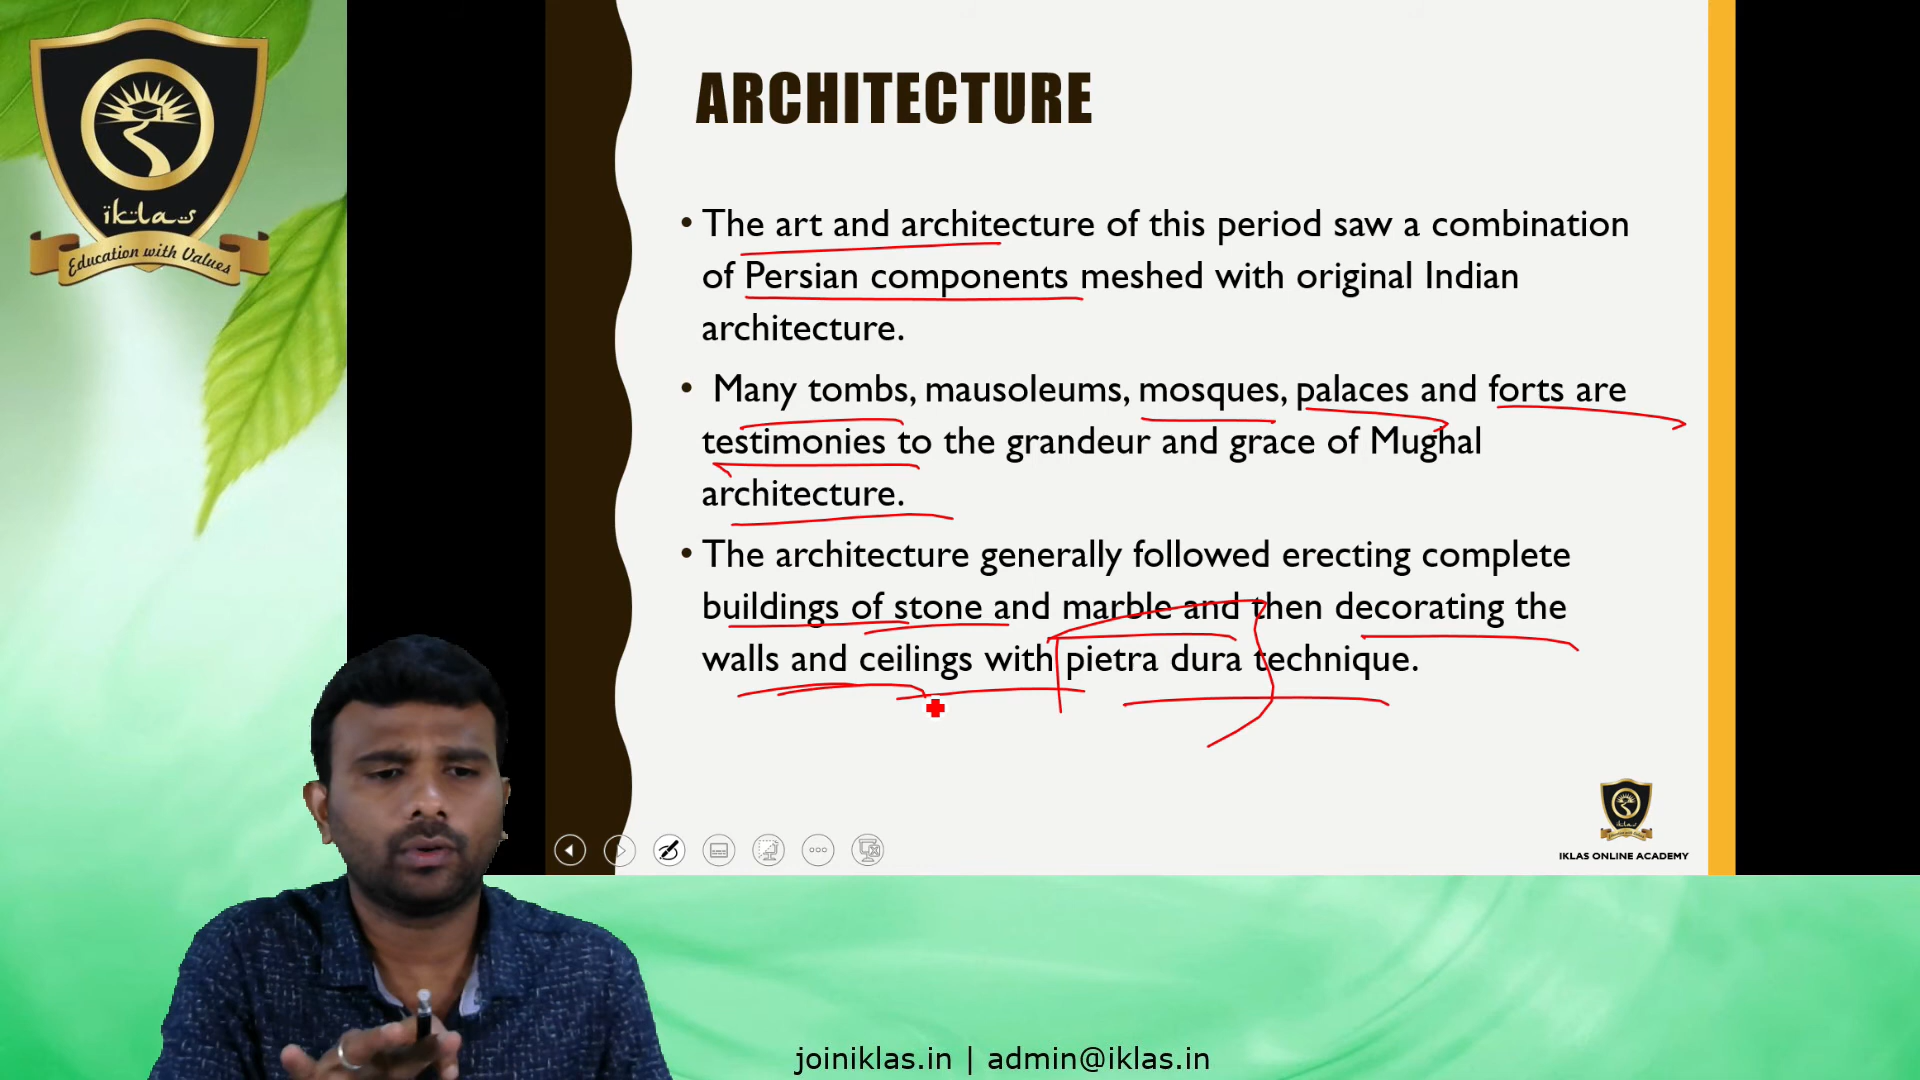 ARCHITECTURE
• The art and architecture of this period saw a combination
of Persian components meshed with original Indian
architecture.
• Many tombs, mausoleums, mosques, palaces and forts are
testimonies to the grandeur and grace of Mughal
architecture.
• The architecture generally followed erecting complete
buildings of stone and marble and then decorating the
walls and ceilings with pietra dura technique.
iklas
Education with Values
IKLAS ONLINE ACADEMY
joiniklas.in | admin@iklas.in